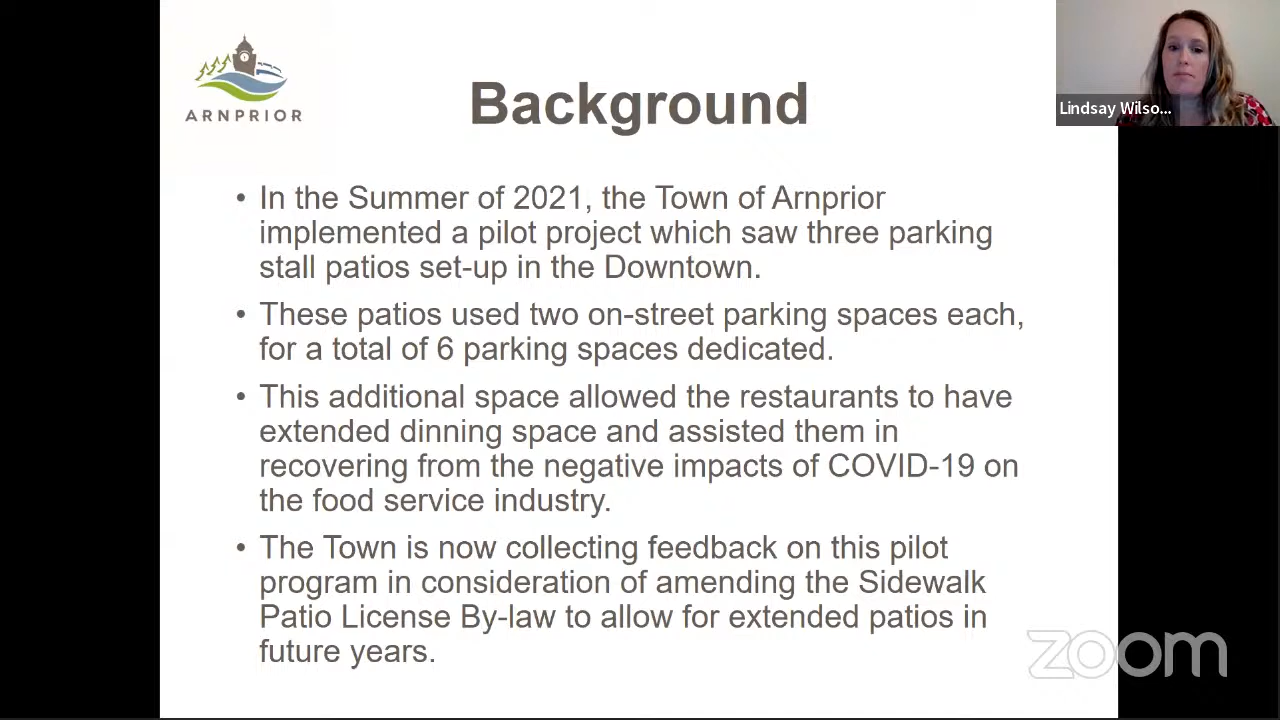 ARNPRIOR
Background
Lindsay Wilso...
• In the Summer of 2021, the Town of Arnprior
implemented a pilot project which saw three parking
stall patios set-up in the Downtown.
• These patios used two on-street parking spaces each,
for a total of 6 parking spaces dedicated.
• This additional space allowed the restaurants to have
extended dinning space and assisted them in
recovering from the negative impacts of COVID-19 on
the food service industry.
• The Town is now collecting feedback on this pilot
program in consideration of amending the Sidewalk
Patio License By-law to allow for extended patios in
future years.
zoom